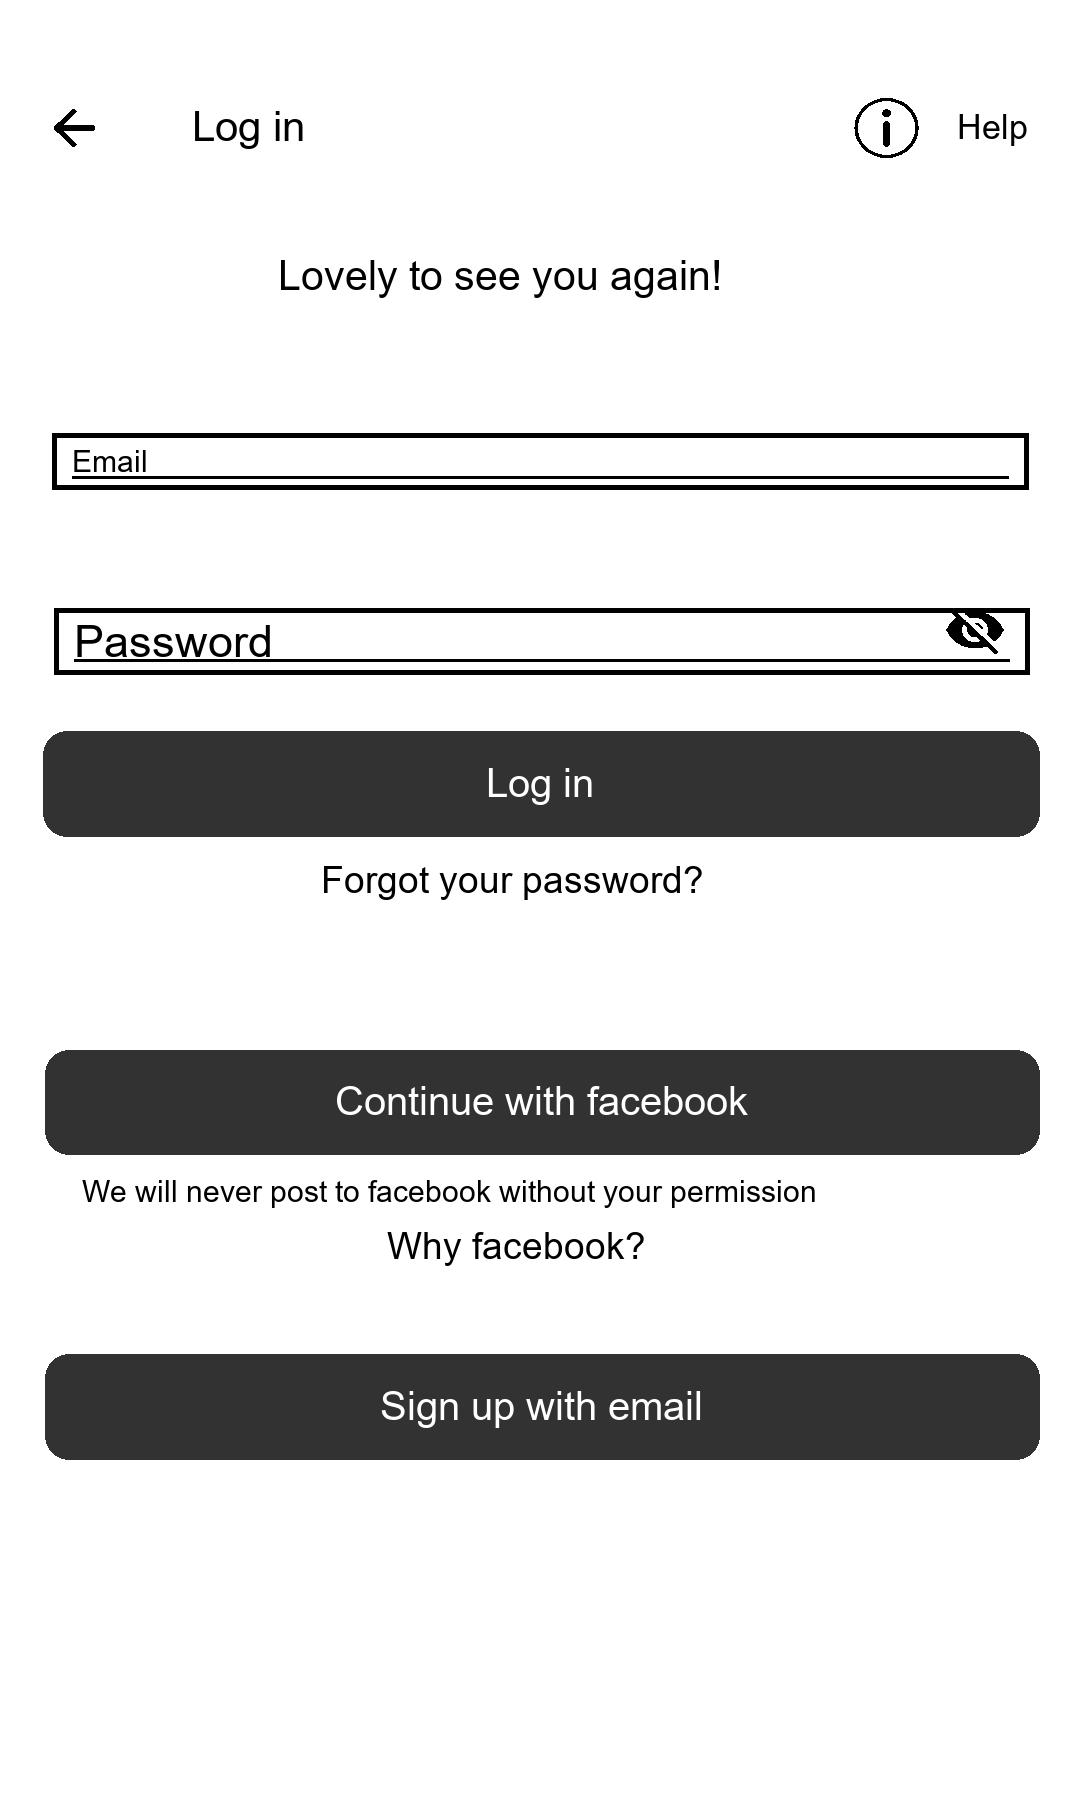 Log in
Help
Lovely to see you again!
Email
Password
Log in
Forgot your password?
Continue with facebook
We will never post to facebook without your permission
Why facebook?
Sign up with email